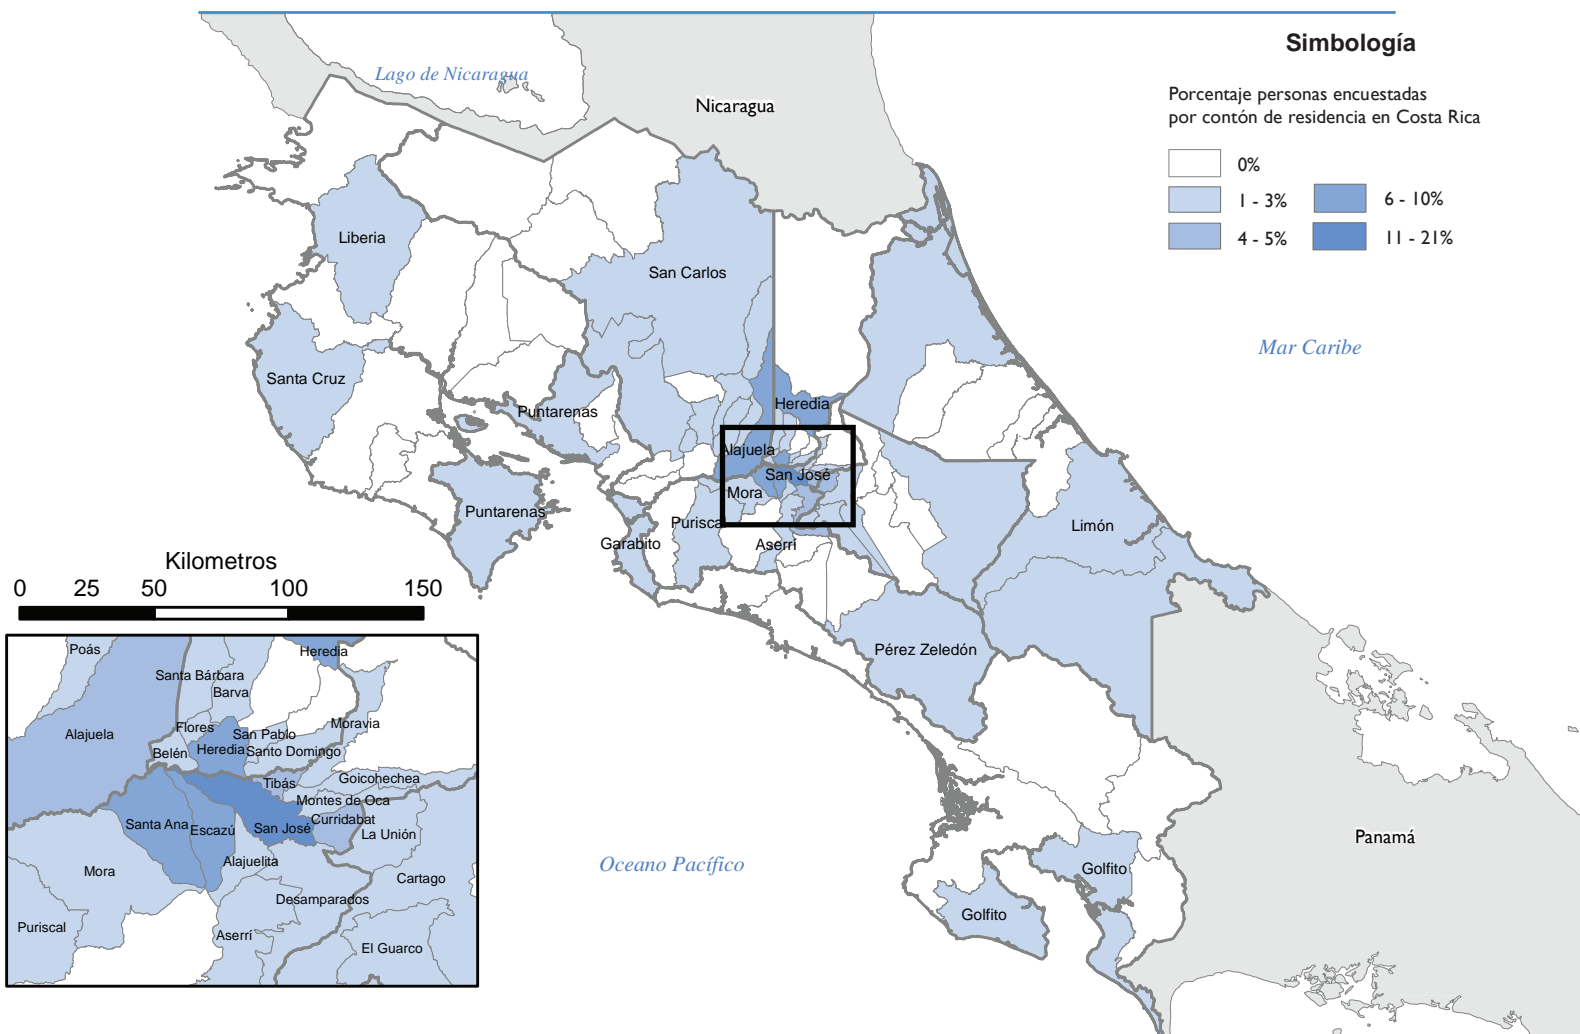 Simbología
Porcentaje personas encuestadas
por contón de residencia en Costa Rica
0%
1 - 3%
6 - 10%
4 - 5%
11 - 21%
Lago de Nicaragua
Nicaragua
Liberia
San Carlos
Mar Caribe
Santa Cruz
Puntarenas
Heredia
Alajuela
San José
Mora
Puntarenas
Puriscal
Limón
Garabito
Aserrí
Pérez Zeledón
Panamá
Golfito
Golfito
Oceano Pacífico
Kilometros
0 25 50 100 150
Poás
Heredia
Santa Bárbara
Barva
Flores
San Pablo
Moravia
Alajuela
Belén
Heredia
Santo Domingo
Tibás
Goicohechea
Montes de Oca
Santa Ana
Escazú
San José
Curridabat
La Unión
Alajuelita
Mora
Cartago
Desamparados
Puriscal
Aserrí
El Guarco